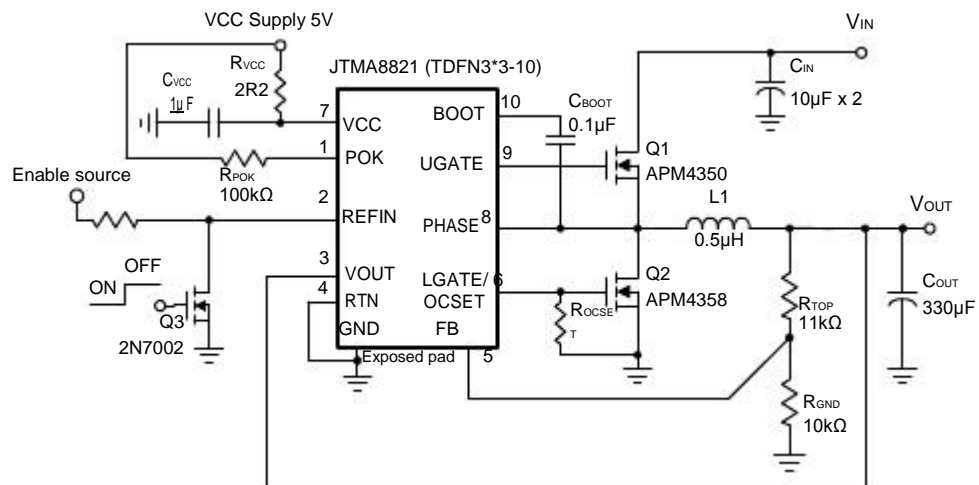 VCC Supply 5V
RVCC
2R2
CVCC
1µF
JTMA8821 (TDFN3*3-10)
VIN
CIN
10µF x 2
7
VCC
BOOT
10
CBOOT
0.1µF
1
POK
UGATE
9
Q1
APM4350
RPOK
100kΩ
Enable source
2
REFIN
PHASE
8
L1
0.5µH
VOUT
3
VOUT
LGATE/
OCSET
6
Q2
APM4358
OFF
ON
4
RTN
ROCSE
T
RTOP
11kΩ
COUT
330µF
Q3
2N7002
GND
FB
Exposed pad
5
RGND
10kΩ